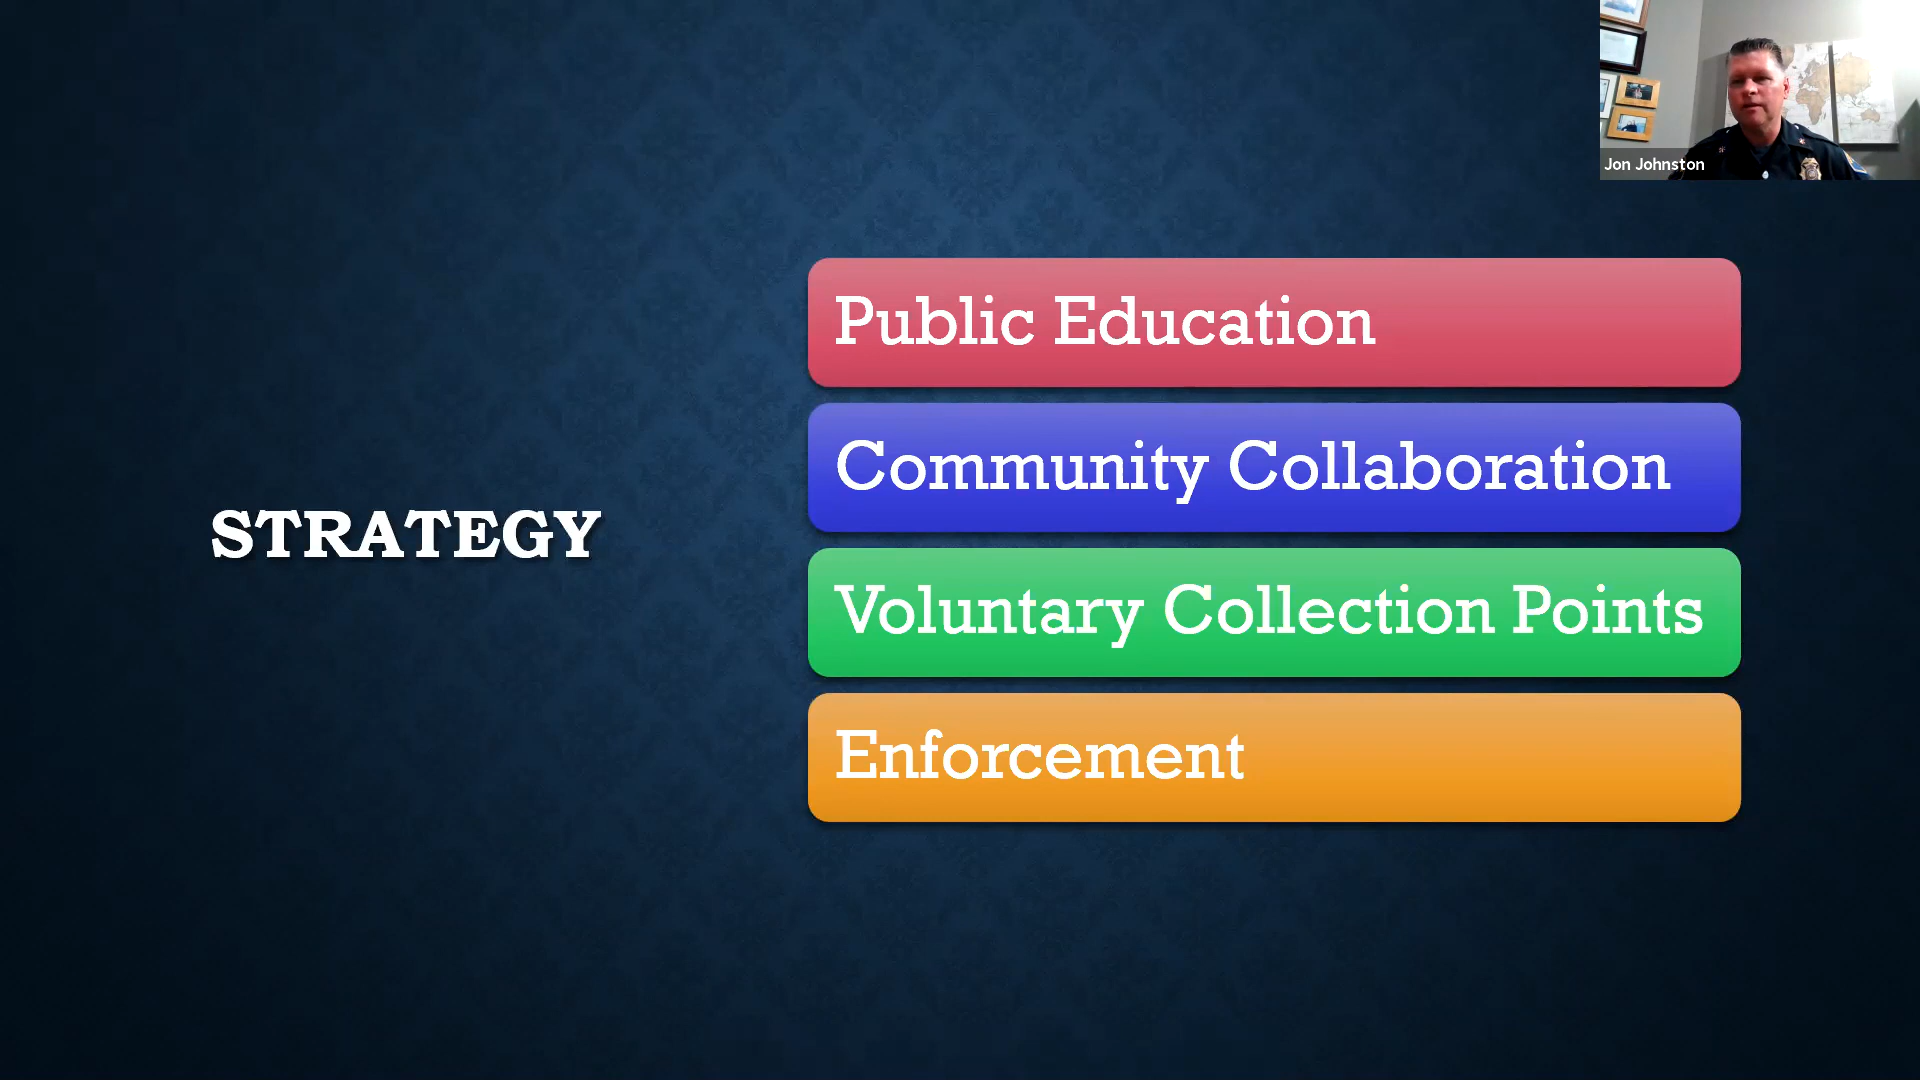 Jon Johnston
STRATEGY
Public Education
Community Collaboration
Voluntary Collection Points
Enforcement